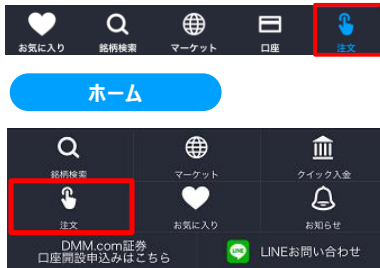 お気に入り 銘柄検索 マーケット 口座 注文
ホーム
銘柄検索 マーケット クイック入金
注文 お気に入り お知らせ
DMM.com証券
口座開設申込みはこちら
LINE LINEお問い合わせ